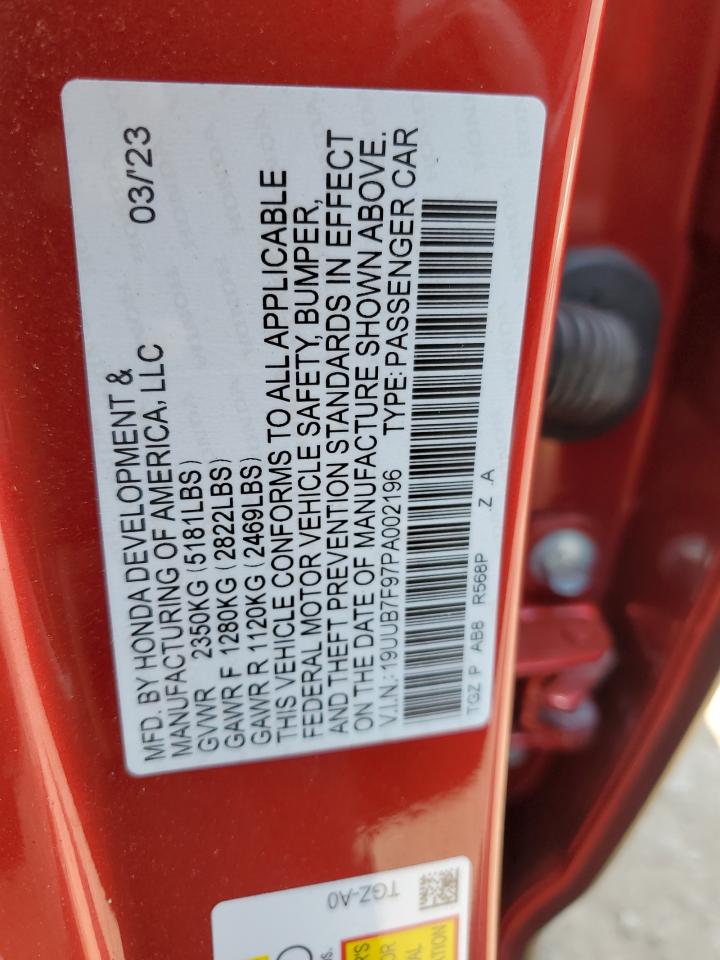 MFD. BY HONDA DEVELOPMENT & 03/'23
MANUFACTURING OF AMERICA, LLC
GVWR 2350KG (5181LBS)
GAWR F 1280KG (2822LBS)
GAWR R 1120KG (2469LBS)
THIS VEHICLE CONFORMS TO ALL APPLICABLE
FEDERAL MOTOR VEHICLE SAFETY, BUMPER,
AND THEFT PREVENTION STANDARDS IN EFFECT
ON THE DATE OF MANUFACTURE SHOWN ABOVE.
V.I.N.: 19UUB7F97PA002196 TYPE: PASSENGER CAR
TGZ P AB8 R568P .Z .A
TGZ-A0